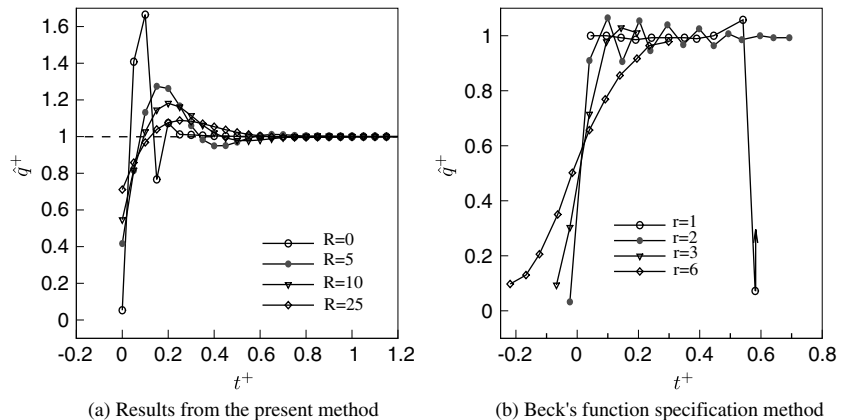 1.6
1.4
1.2
1
0.8
0.6
0.4
0.2
0
q̂⁺
-0.2 0 0.2 0.4 0.6 0.8 1 1.2
t⁺
R=0
R=5
R=10
R=25
(a) Results from the present method
1
0.8
0.6
0.4
0.2
0
q̂⁺
-0.2 0 0.2 0.4 0.6 0.8
t⁺
r=1
r=2
r=3
r=6
(b) Beck's function specification method